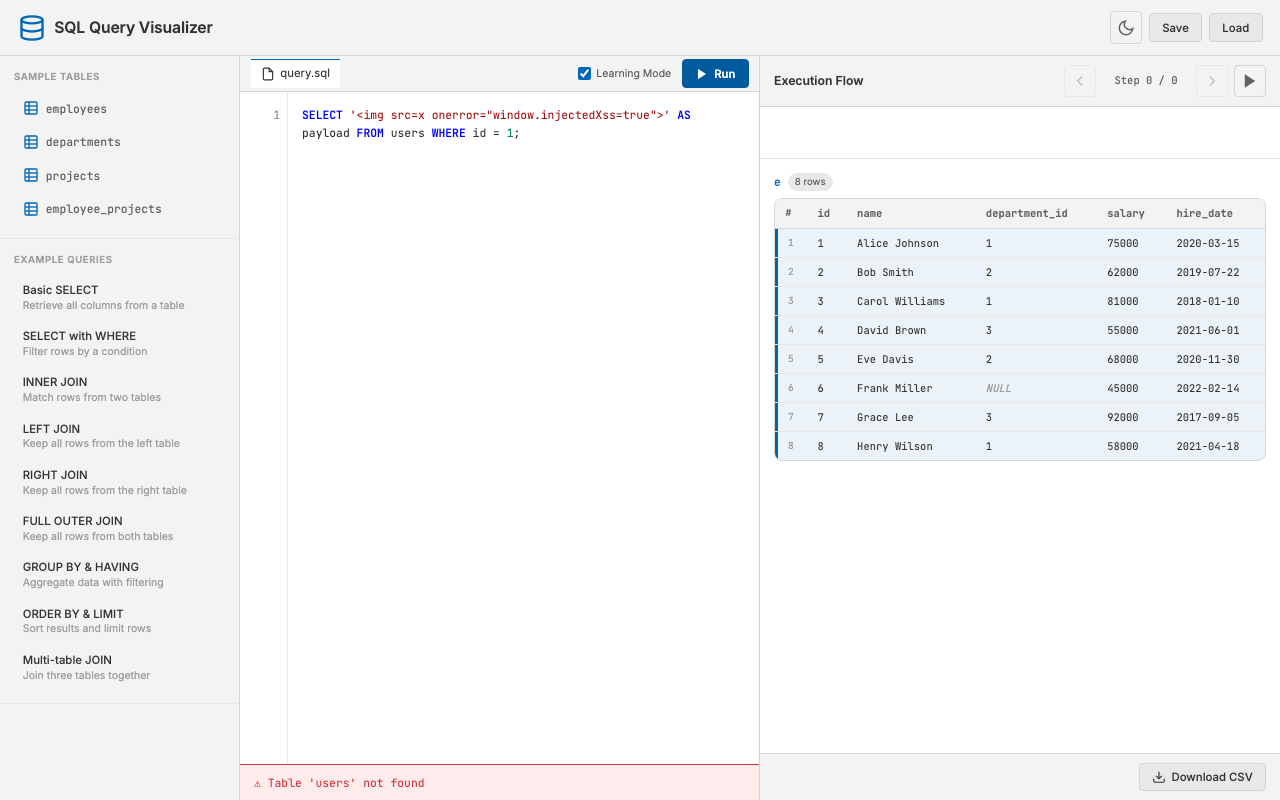 SQL Query Visualizer
Save
Load
SAMPLE TABLES
employees
departments
projects
employee_projects
EXAMPLE QUERIES
Basic SELECT
Retrieve all columns from a table
SELECT with WHERE
Filter rows by a condition
INNER JOIN
Match rows from two tables
LEFT JOIN
Keep all rows from the left table
RIGHT JOIN
Keep all rows from the right table
FULL OUTER JOIN
Keep all rows from both tables
GROUP BY & HAVING
Aggregate data with filtering
ORDER BY & LIMIT
Sort results and limit rows
Multi-table JOIN
Join three tables together
query.sql
Learning Mode
Run
1 SELECT '<img src=x onerror="window.injectedXss=true">' AS
payload FROM users WHERE id = 1;
⚠ Table 'users' not found
Execution Flow
Step 0 / 0
e 8 rows
# id name department_id salary hire_date
1 1 Alice Johnson 1 75000 2020-03-15
2 2 Bob Smith 2 62000 2019-07-22
3 3 Carol Williams 1 81000 2018-01-10
4 4 David Brown 3 55000 2021-06-01
5 5 Eve Davis 2 68000 2020-11-30
6 6 Frank Miller NULL 45000 2022-02-14
7 7 Grace Lee 3 92000 2017-09-05
8 8 Henry Wilson 1 58000 2021-04-18
Download CSV